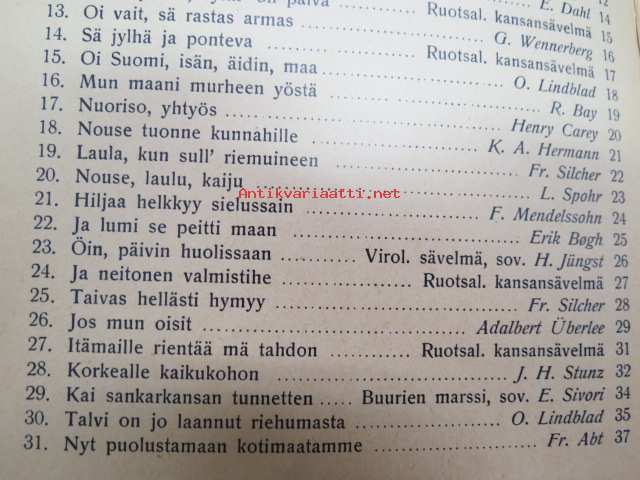 on päivä Ruotsal. kansansävelmä 15
E. Dahl 14
13. Oi vait, sä rastas armas G. Wennerberg 16
14. Sä jylhä ja ponteva Ruotsal. kansansävelmä 17
15. Oi Suomi, isän, äidin, maa O. Lindblad 18
16. Mun maani murheen yöstä R. Bay 19
17. Nuoriso, yhtyös Henry Carey 20
18. Nouse tuonne kunnahille K. A. Hermann 21
19. Laula, kun sull' riemuineen Fr. Silcher 22
20. Nouse, laulu, kaiju L. Spohr 23
Antikvariaatti.net
21. Hiljaa helkkyy sielussain F. Mendelssohn 24
22. Ja lumi se peitti maan Erik Bøgh 25
23. Öin, päivin huolissaan Virol. sävelmä, sov. H. Jüngst 26
24. Ja neitonen valmistihe Ruotsal. kansansävelmä 27
25. Taivas hellästi hymyy Fr. Silcher 28
26. Jos mun oisit Adalbert Überlee 29
27. Itämaille rientää mä tahdon Ruotsal. kansansävelmä 31
28. Korkealle kaikukohon J. H. Stunz 32
29. Kai sankarkansan tunnetten Buurien marssi, sov. E. Sivori 34
30. Talvi on jo laannut riehumasta O. Lindblad 35
31. Nyt puolustamaan kotimaatamme Fr. Abt 37